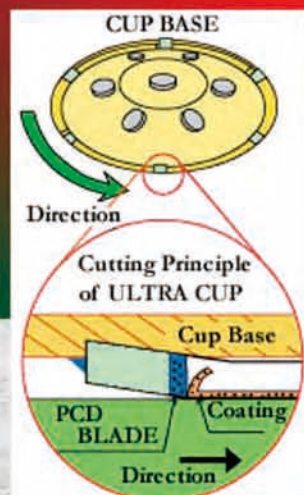 CUP BASE
Direction
Cutting Principle
of ULTRA CUP
Cup Base
PCD
BLADE
Coating
Direction